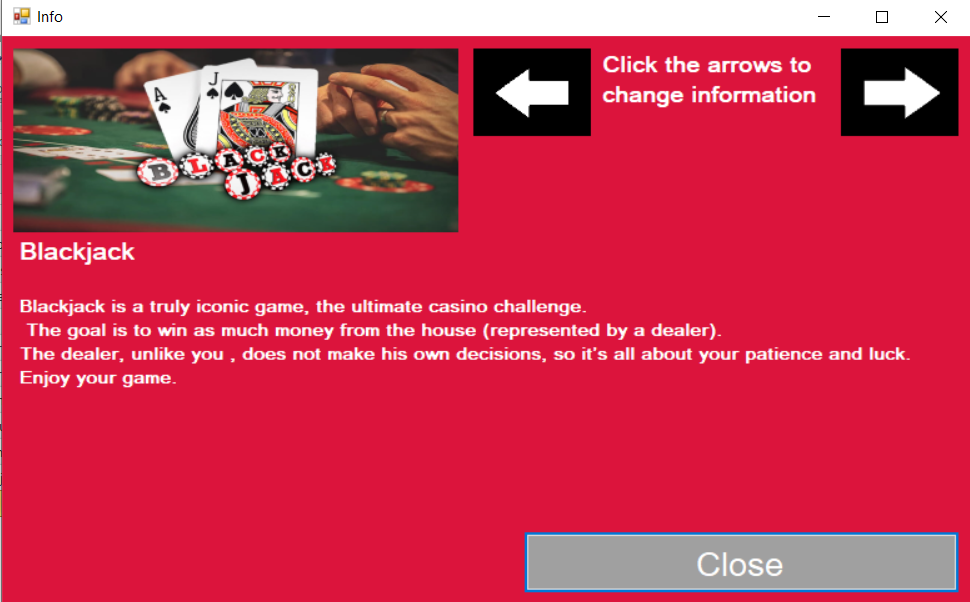 Info
A
J
BLACK
JACK
Click the arrows to
change information
Blackjack
Blackjack is a truly iconic game, the ultimate casino challenge.
The goal is to win as much money from the house (represented by a dealer).
The dealer, unlike you , does not make his own decisions, so it's all about your patience and luck.
Enjoy your game.
Close